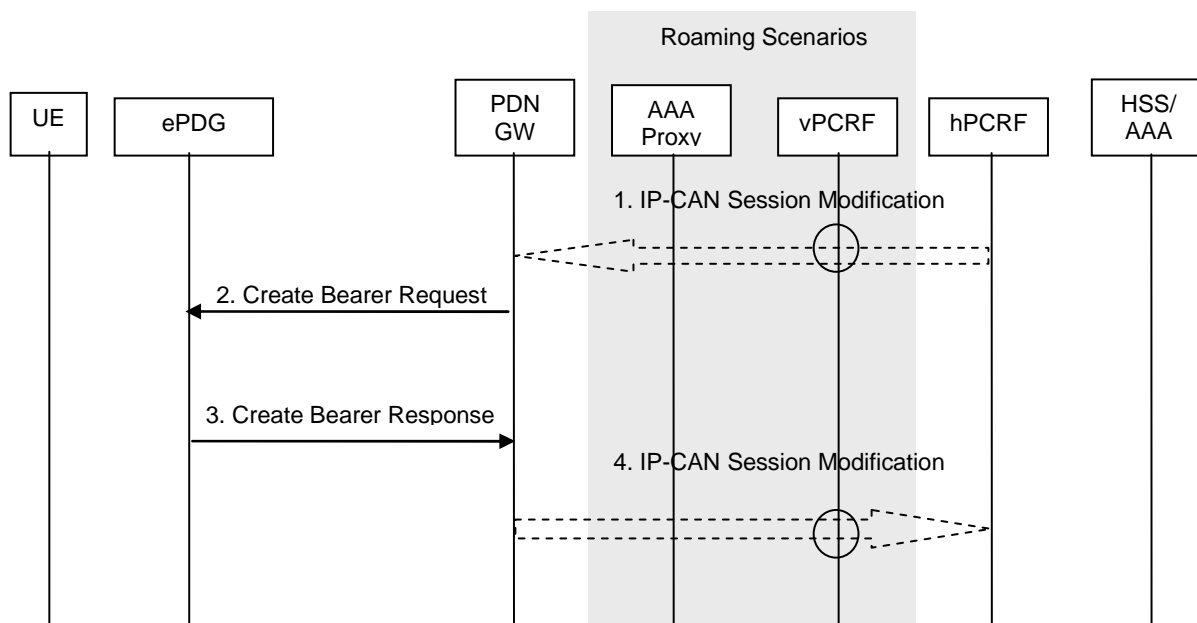 Roaming Scenarios
UE
ePDG
PDN
GW
AAA
Proxy
vPCRF
hPCRF
HSS/
AAA
1. IP-CAN Session Modification
2. Create Bearer Request
3. Create Bearer Response
4. IP-CAN Session Modification